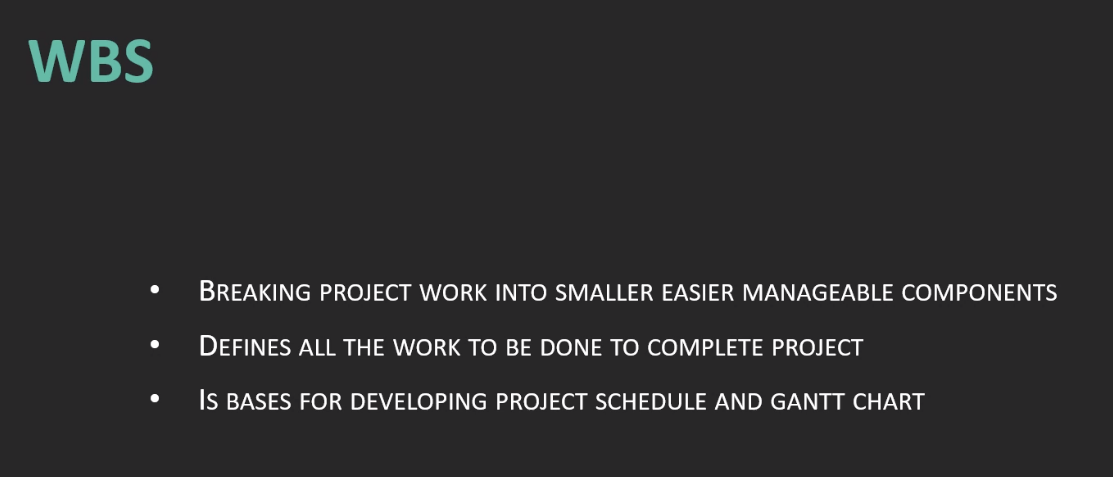 WBS
• Breaking project work into smaller easier manageable components
• Defines all the work to be done to complete project
• Is bases for developing project schedule and gantt chart